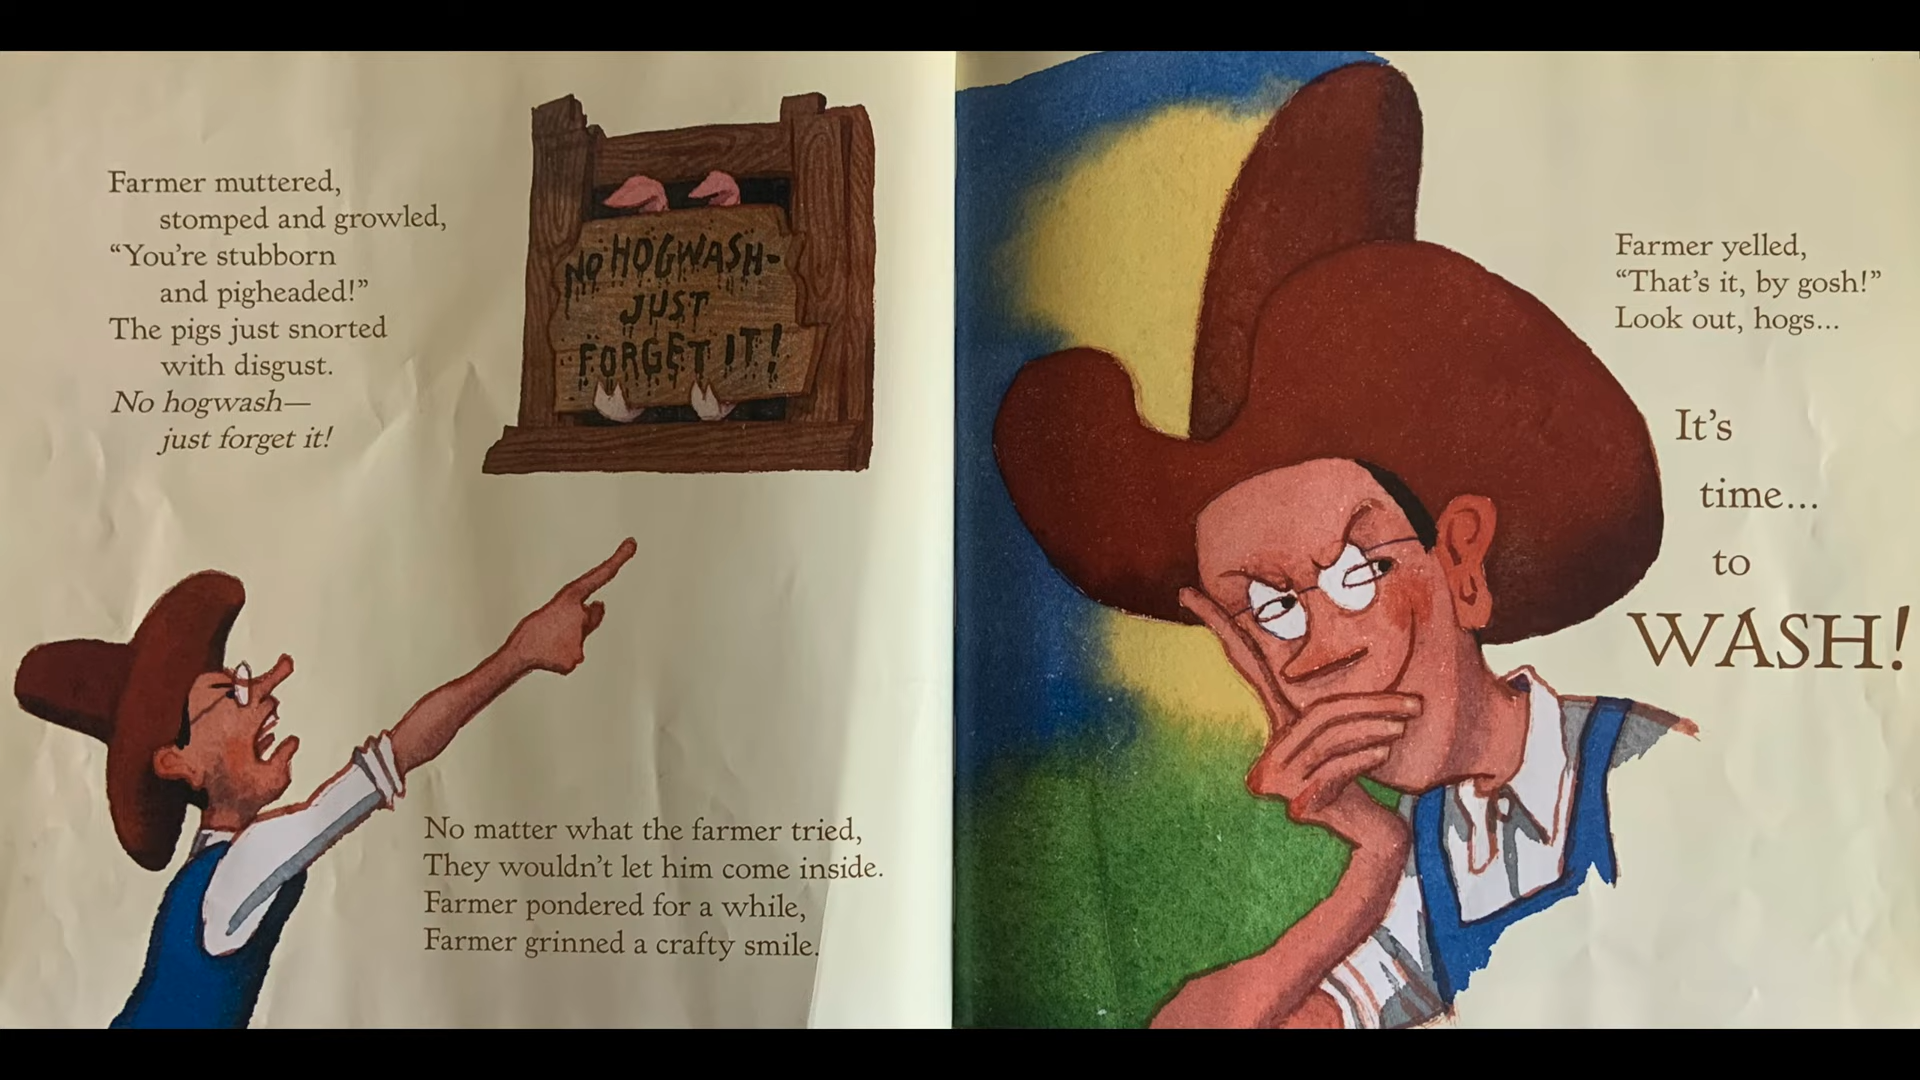 Farmer muttered,
stomped and growled,
“You’re stubborn
and pigheaded!”
The pigs just snorted
with disgust.
No hogwash—
just forget it!
NO HOGWASH-
JUST
FORGET IT!
No matter what the farmer tried,
They wouldn’t let him come inside.
Farmer pondered for a while,
Farmer grinned a crafty smile.
Farmer yelled,
“That’s it, by gosh!”
Look out, hogs...
It’s
time...
to
WASH!